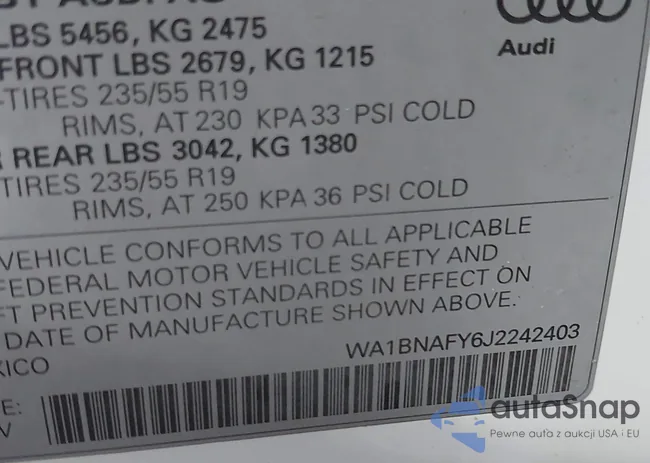 LBS 5456, KG 2475
FRONT LBS 2679, KG 1215
TIRES 235/55 R19
RIMS, AT 230 KPA 33 PSI COLD
REAR LBS 3042, KG 1380
TIRES 235/55 R19
RIMS, AT 250 KPA 36 PSI COLD
Audi
VEHICLE CONFORMS TO ALL APPLICABLE
FEDERAL MOTOR VEHICLE SAFETY AND
FT PREVENTION STANDARDS IN EFFECT ON
DATE OF MANUFACTURE SHOWN ABOVE.
XICO
WA1BNAFY6J2242403
E:
V
autaSnap
Pewne auta z aukcji USA i EU